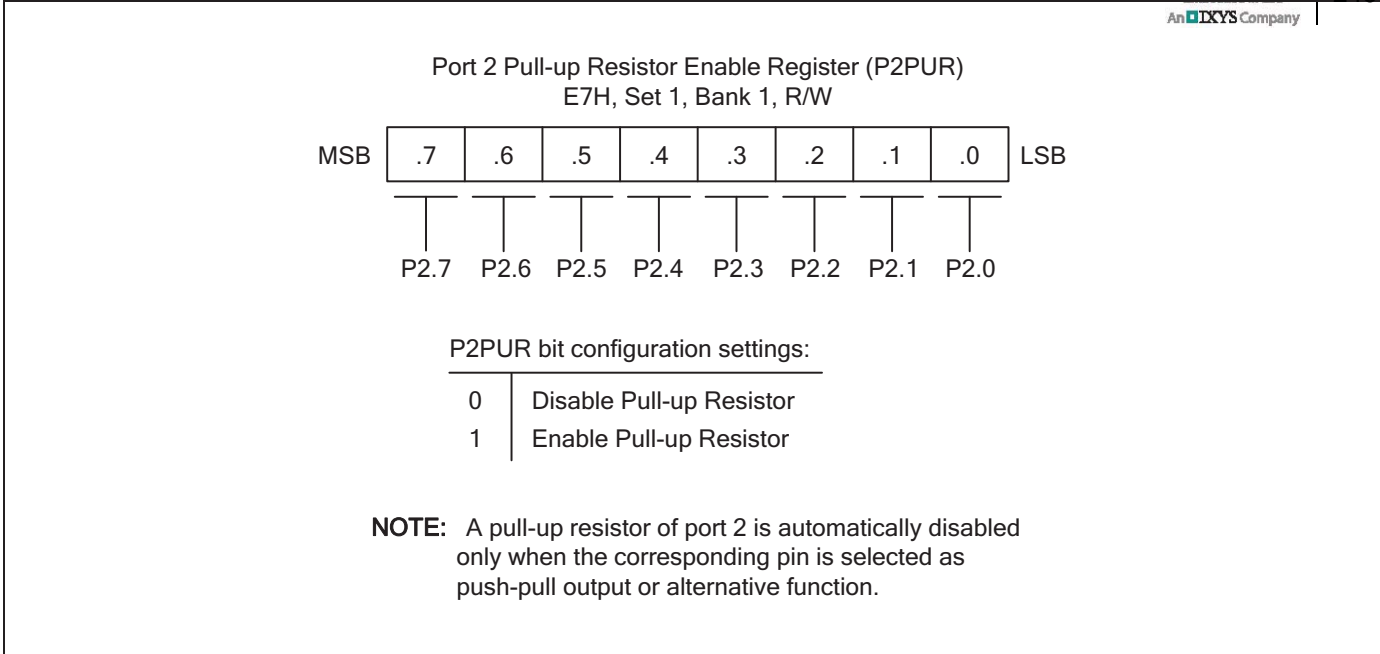 An IXYS Company
Port 2 Pull-up Resistor Enable Register (P2PUR)
E7H, Set 1, Bank 1, R/W
MSB .7 .6 .5 .4 .3 .2 .1 .0 LSB
P2.7 P2.6 P2.5 P2.4 P2.3 P2.2 P2.1 P2.0
P2PUR bit configuration settings:
0 Disable Pull-up Resistor
1 Enable Pull-up Resistor
NOTE: A pull-up resistor of port 2 is automatically disabled
only when the corresponding pin is selected as
push-pull output or alternative function.